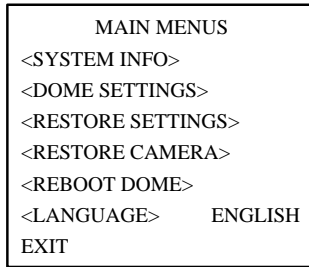 MAIN MENUS
<SYSTEM INFO>
<DOME SETTINGS>
<RESTORE SETTINGS>
<RESTORE CAMERA>
<REBOOT DOME>
<LANGUAGE> ENGLISH
EXIT